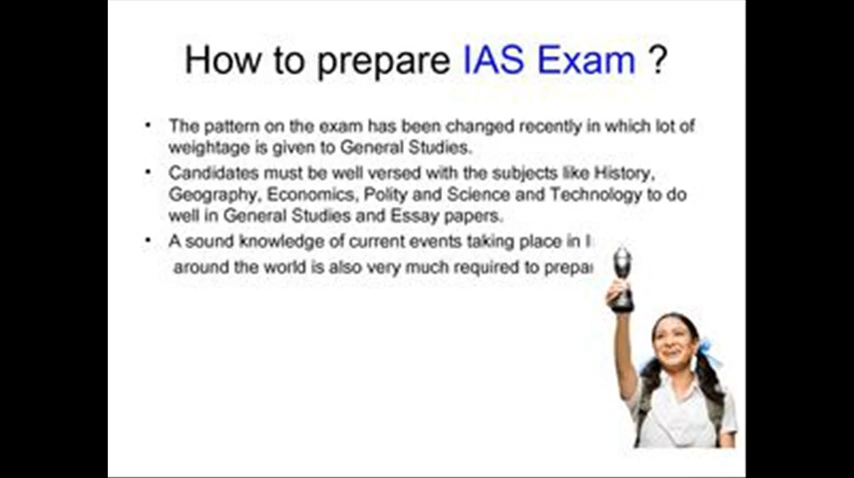 How to prepare IAS Exam ?
• The pattern on the exam has been changed recently in which lot of
weightage is given to General Studies.
• Candidates must be well versed with the subjects like History,
Geography, Economics, Polity and Science and Technology to do
well in General Studies and Essay papers.
• A sound knowledge of current events taking place in
around the world is also very much required to